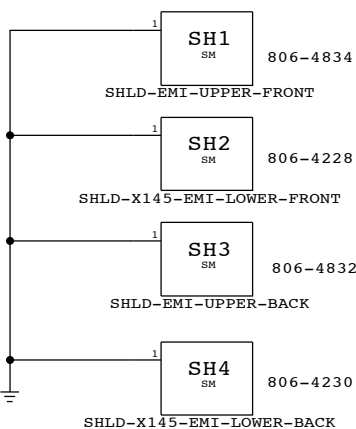 1
SH1
SM
806-4834
SHLD-EMI-UPPER-FRONT
1
SH2
SM
806-4228
SHLD-X145-EMI-LOWER-FRONT
1
SH3
SM
806-4832
SHLD-EMI-UPPER-BACK
1
SH4
SM
806-4230
SHLD-X145-EMI-LOWER-BACK